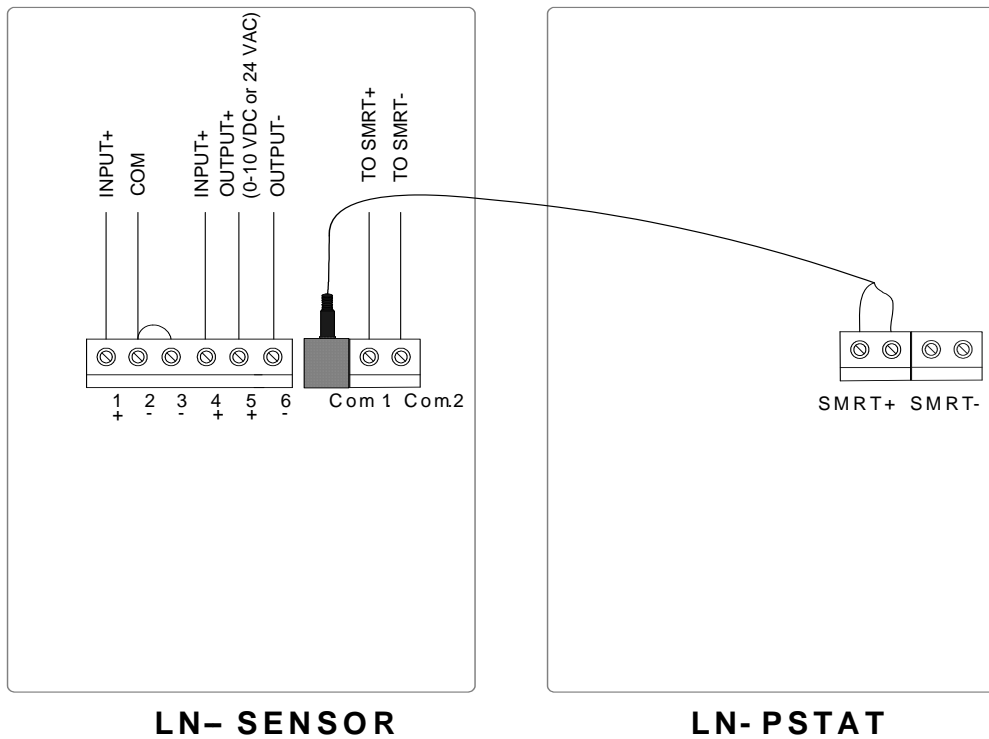 INPUT+
COM
INPUT+
OUTPUT+
(0-10 VDC or 24 VAC)
OUTPUT-
TO SMRT+
TO SMRT-
1 2 3 4 5 6
+ - - + + -
Com 1. Com.2
SMRT+ SMRT-
LN– SENSOR
LN- PSTAT